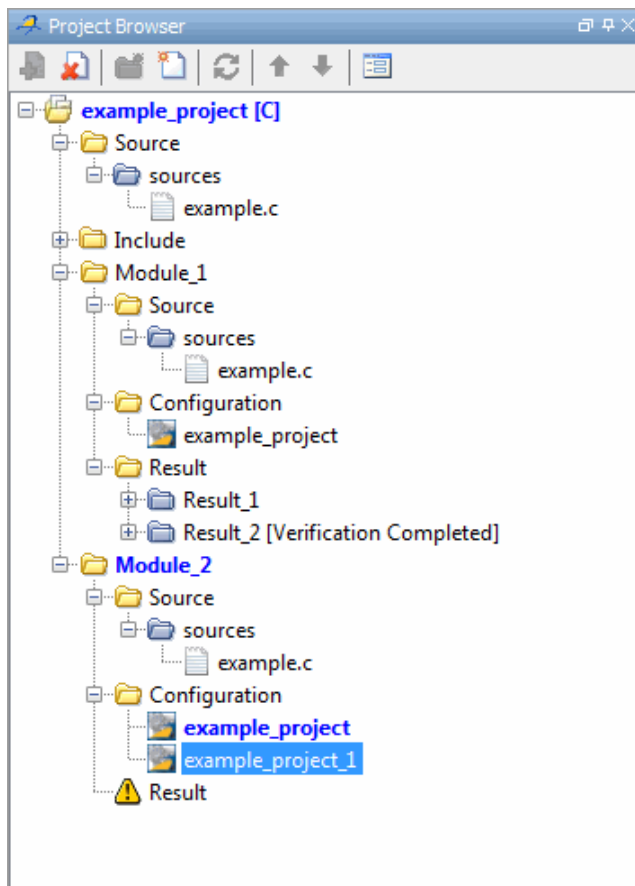 Project Browser
example_project [C]
Source
sources
example.c
Include
Module_1
Source
sources
example.c
Configuration
example_project
Result
Result_1
Result_2 [Verification Completed]
Module_2
Source
sources
example.c
Configuration
example_project
example_project_1
Result